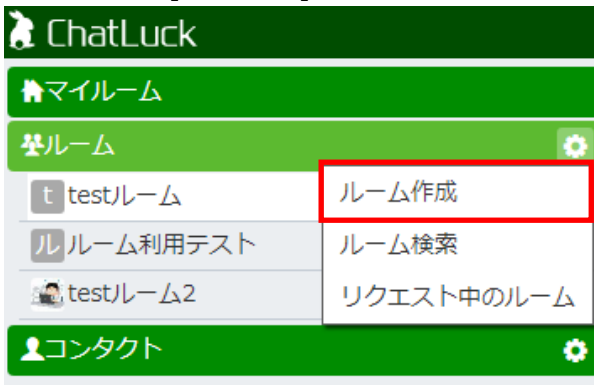 ChatLuck
マイルーム
ルーム
t testルーム
ルーム作成
ル ルーム利用テスト
ルーム検索
testルーム2
リクエスト中のルーム
コンタクト